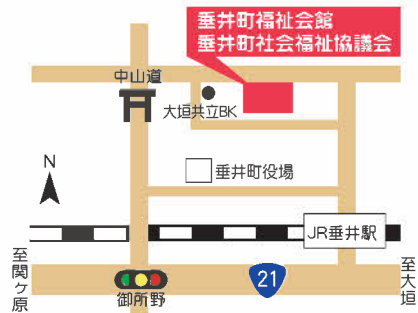 垂井町福祉会館
垂井町社会福祉協議会
中山道
大垣共立BK
N
垂井町役場
JR垂井駅
至関ヶ原
至大垣
21
御所野